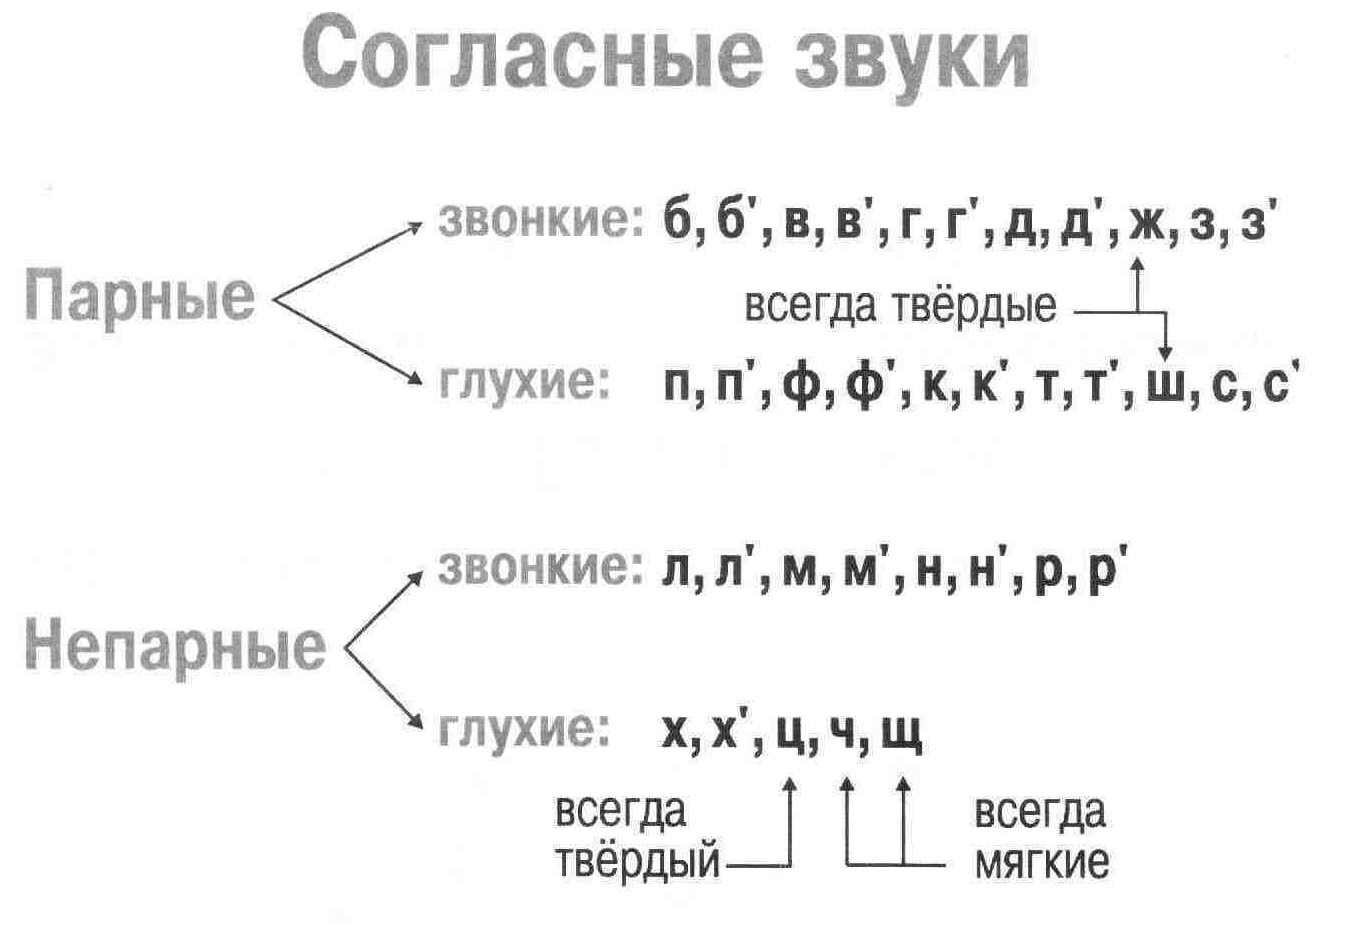 Согласные звуки
звонкие: б, б', в, в', г, г', д, д', ж, з, з'
Парные
всегда твёрдые
глухие: п, п', ф, ф', к, к', т, т', ш, с, с'
звонкие: л, л', м, м', н, н', р, р'
Непарные
глухие: х, х', ц, ч, щ
всегда
твёрдый
всегда
мягкие